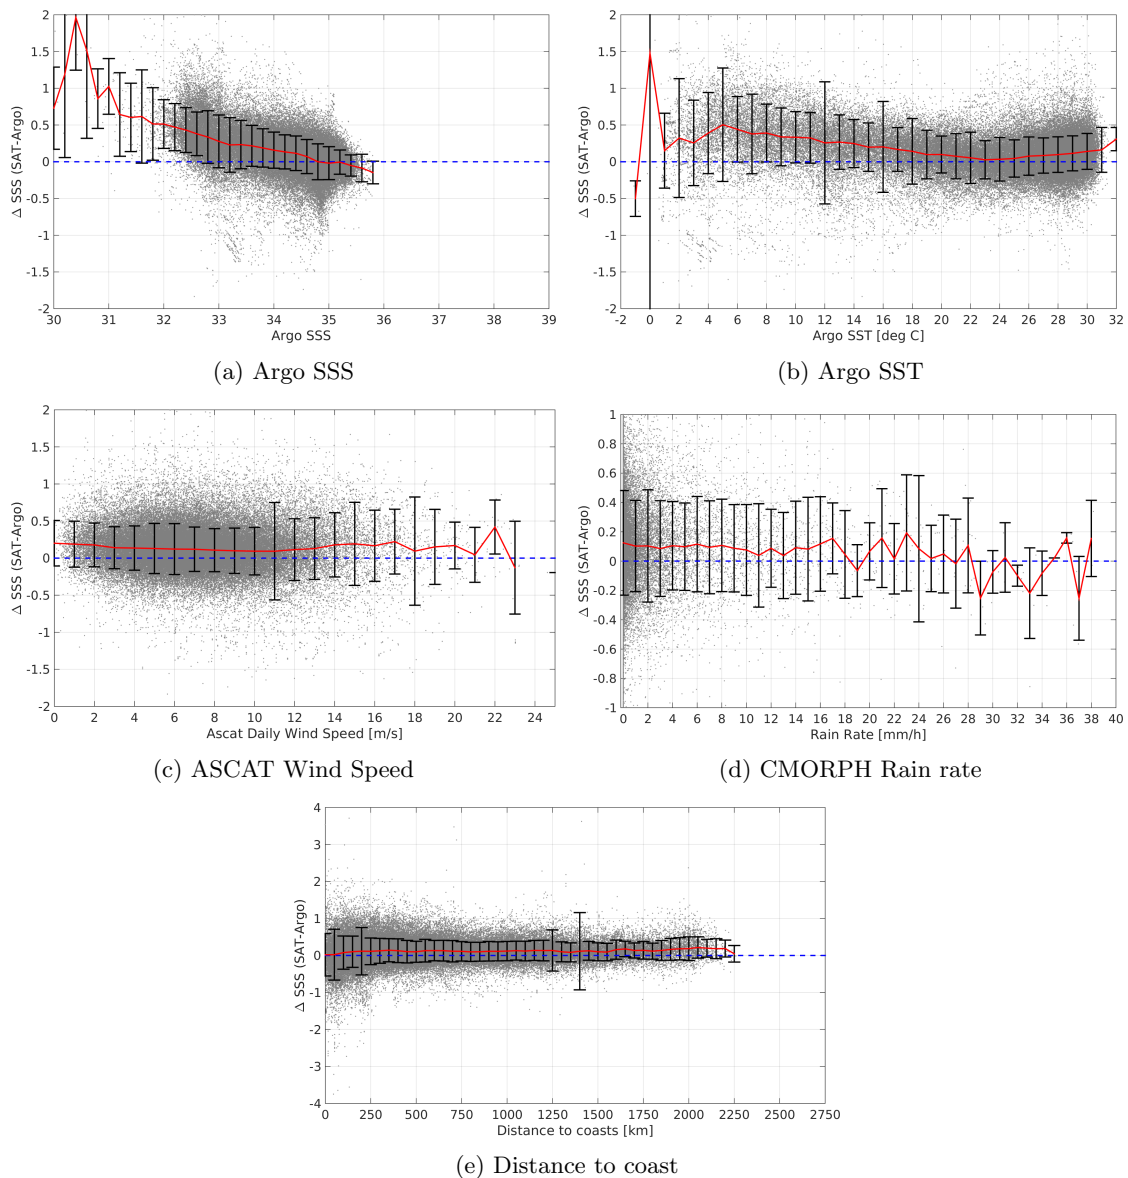 2
1.5
1
0.5
0
-0.5
-1
-1.5
-2
Δ SSS (SAT-Argo)
30 31 32 33 34 35 36 37 38 39
Argo SSS
(a) Argo SSS
2
1.5
1
0.5
0
-0.5
-1
-1.5
-2
Δ SSS (SAT-Argo)
-2 0 2 4 6 8 10 12 14 16 18 20 22 24 26 28 30 32
Argo SST [deg C]
(b) Argo SST
2
1.5
1
0.5
0
-0.5
-1
-1.5
-2
Δ SSS (SAT-Argo)
0 2 4 6 8 10 12 14 16 18 20 22 24
Ascat Daily Wind Speed [m/s]
(c) ASCAT Wind Speed
1
0.8
0.6
0.4
0.2
0
-0.2
-0.4
-0.6
-0.8
-1
Δ SSS (SAT-Argo)
0 2 4 6 8 10 12 14 16 18 20 22 24 26 28 30 32 34 36 38 40
Rain Rate [mm/h]
(d) CMORPH Rain rate
4
3
2
1
0
-1
-2
-3
-4
Δ SSS (SAT-Argo)
0 250 500 750 1000 1250 1500 1750 2000 2250 2500 2750
Distance to coasts [km]
(e) Distance to coast